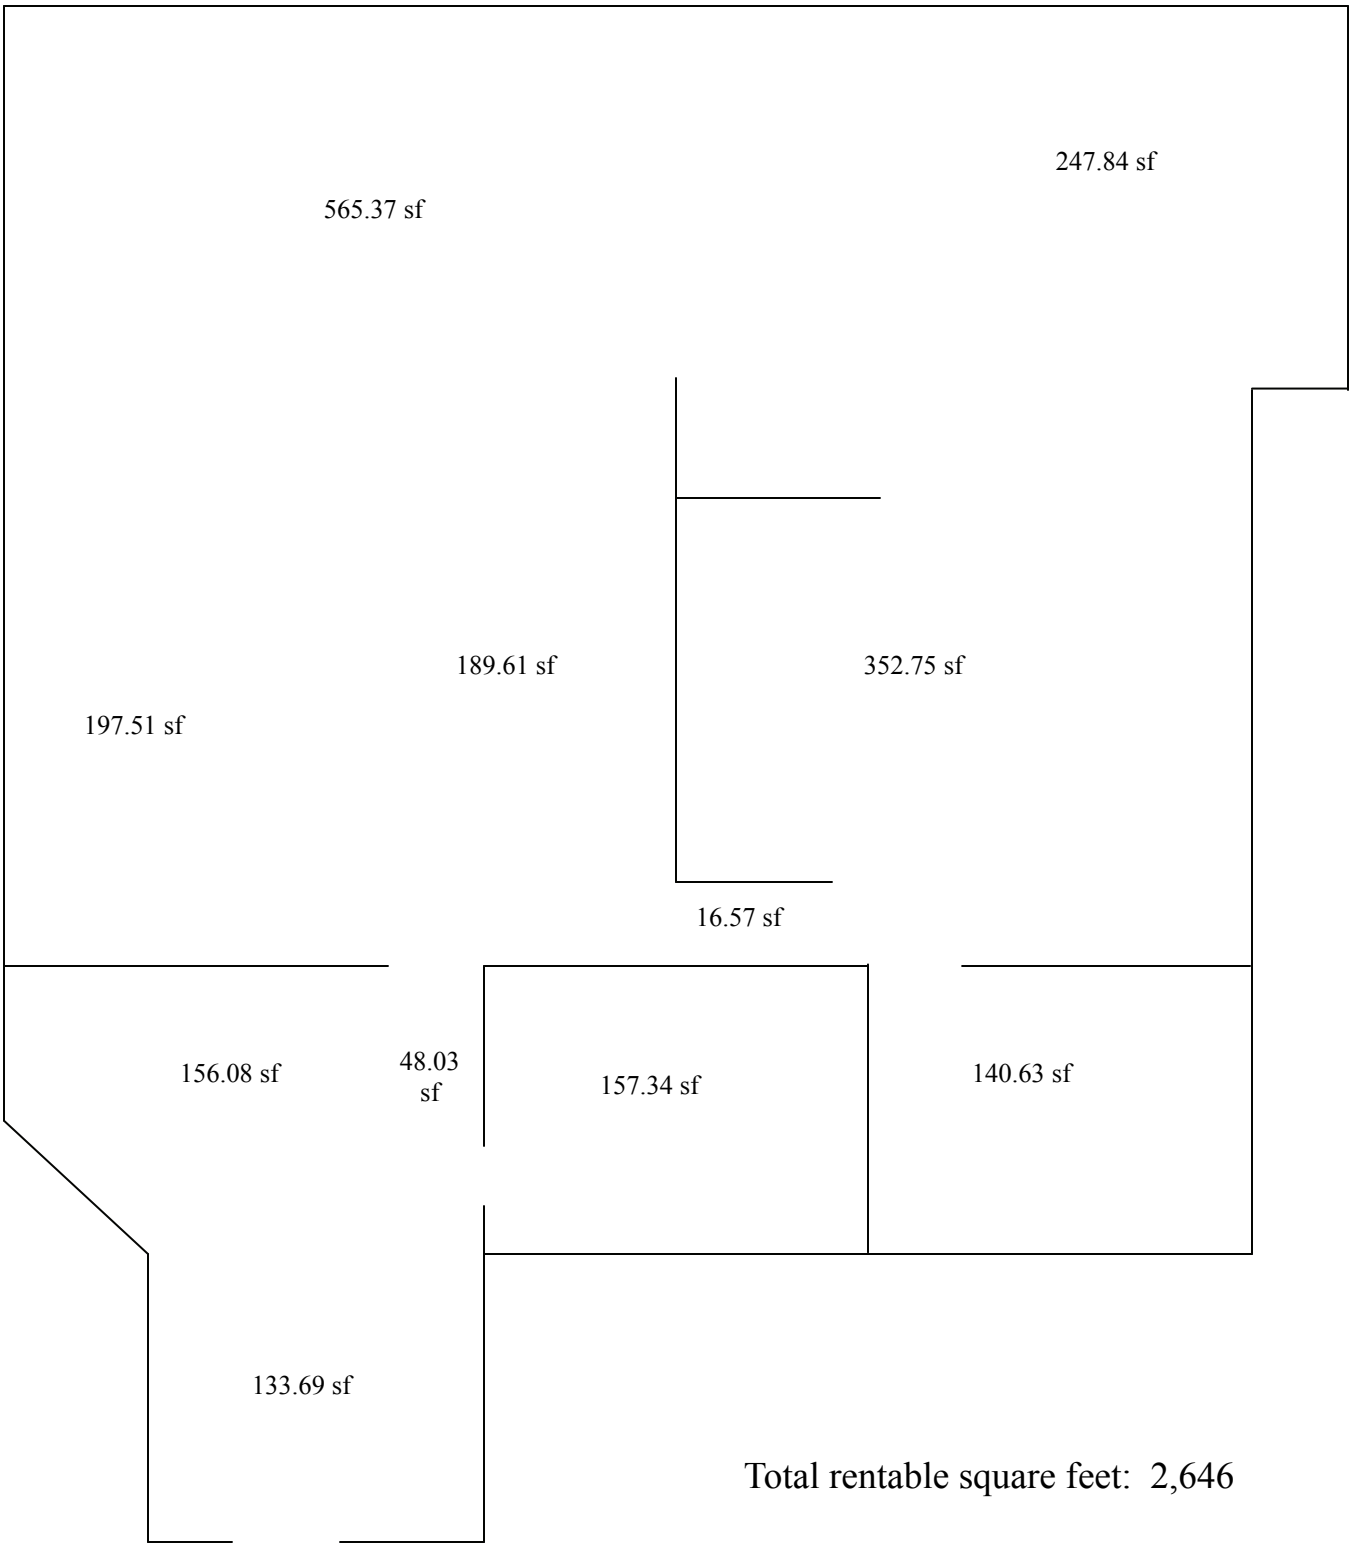 247.84 sf
565.37 sf
189.61 sf
352.75 sf
197.51 sf
16.57 sf
156.08 sf
48.03
sf
157.34 sf
140.63 sf
133.69 sf
Total rentable square feet:  2,646